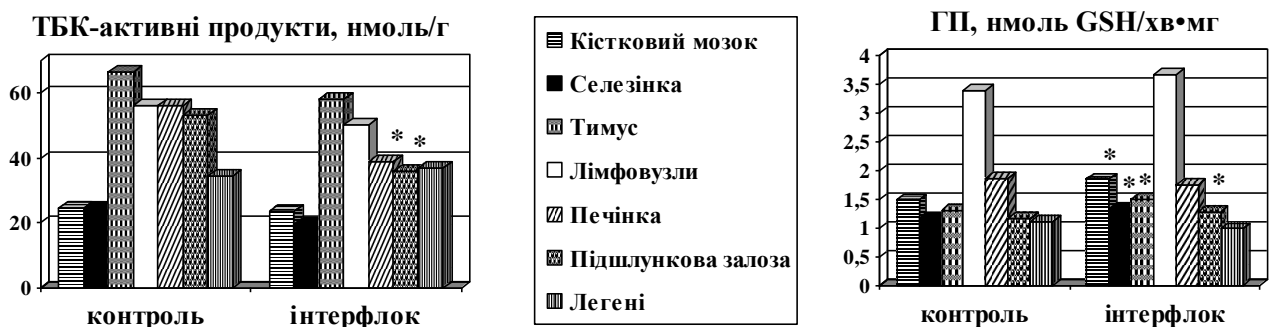 ТБК-активні продукти, нмоль/г
60
40
20
0
* *
контроль інтерфлок
Кістковий мозок
Селезінка
Тимус
Лімфовузли
Печінка
Підшлункова залоза
Легені
ГП, нмоль GSH/хв•мг
4
3,5
3
2,5
2
1,5
1
0,5
0
*
* * *
контроль інтерфлок